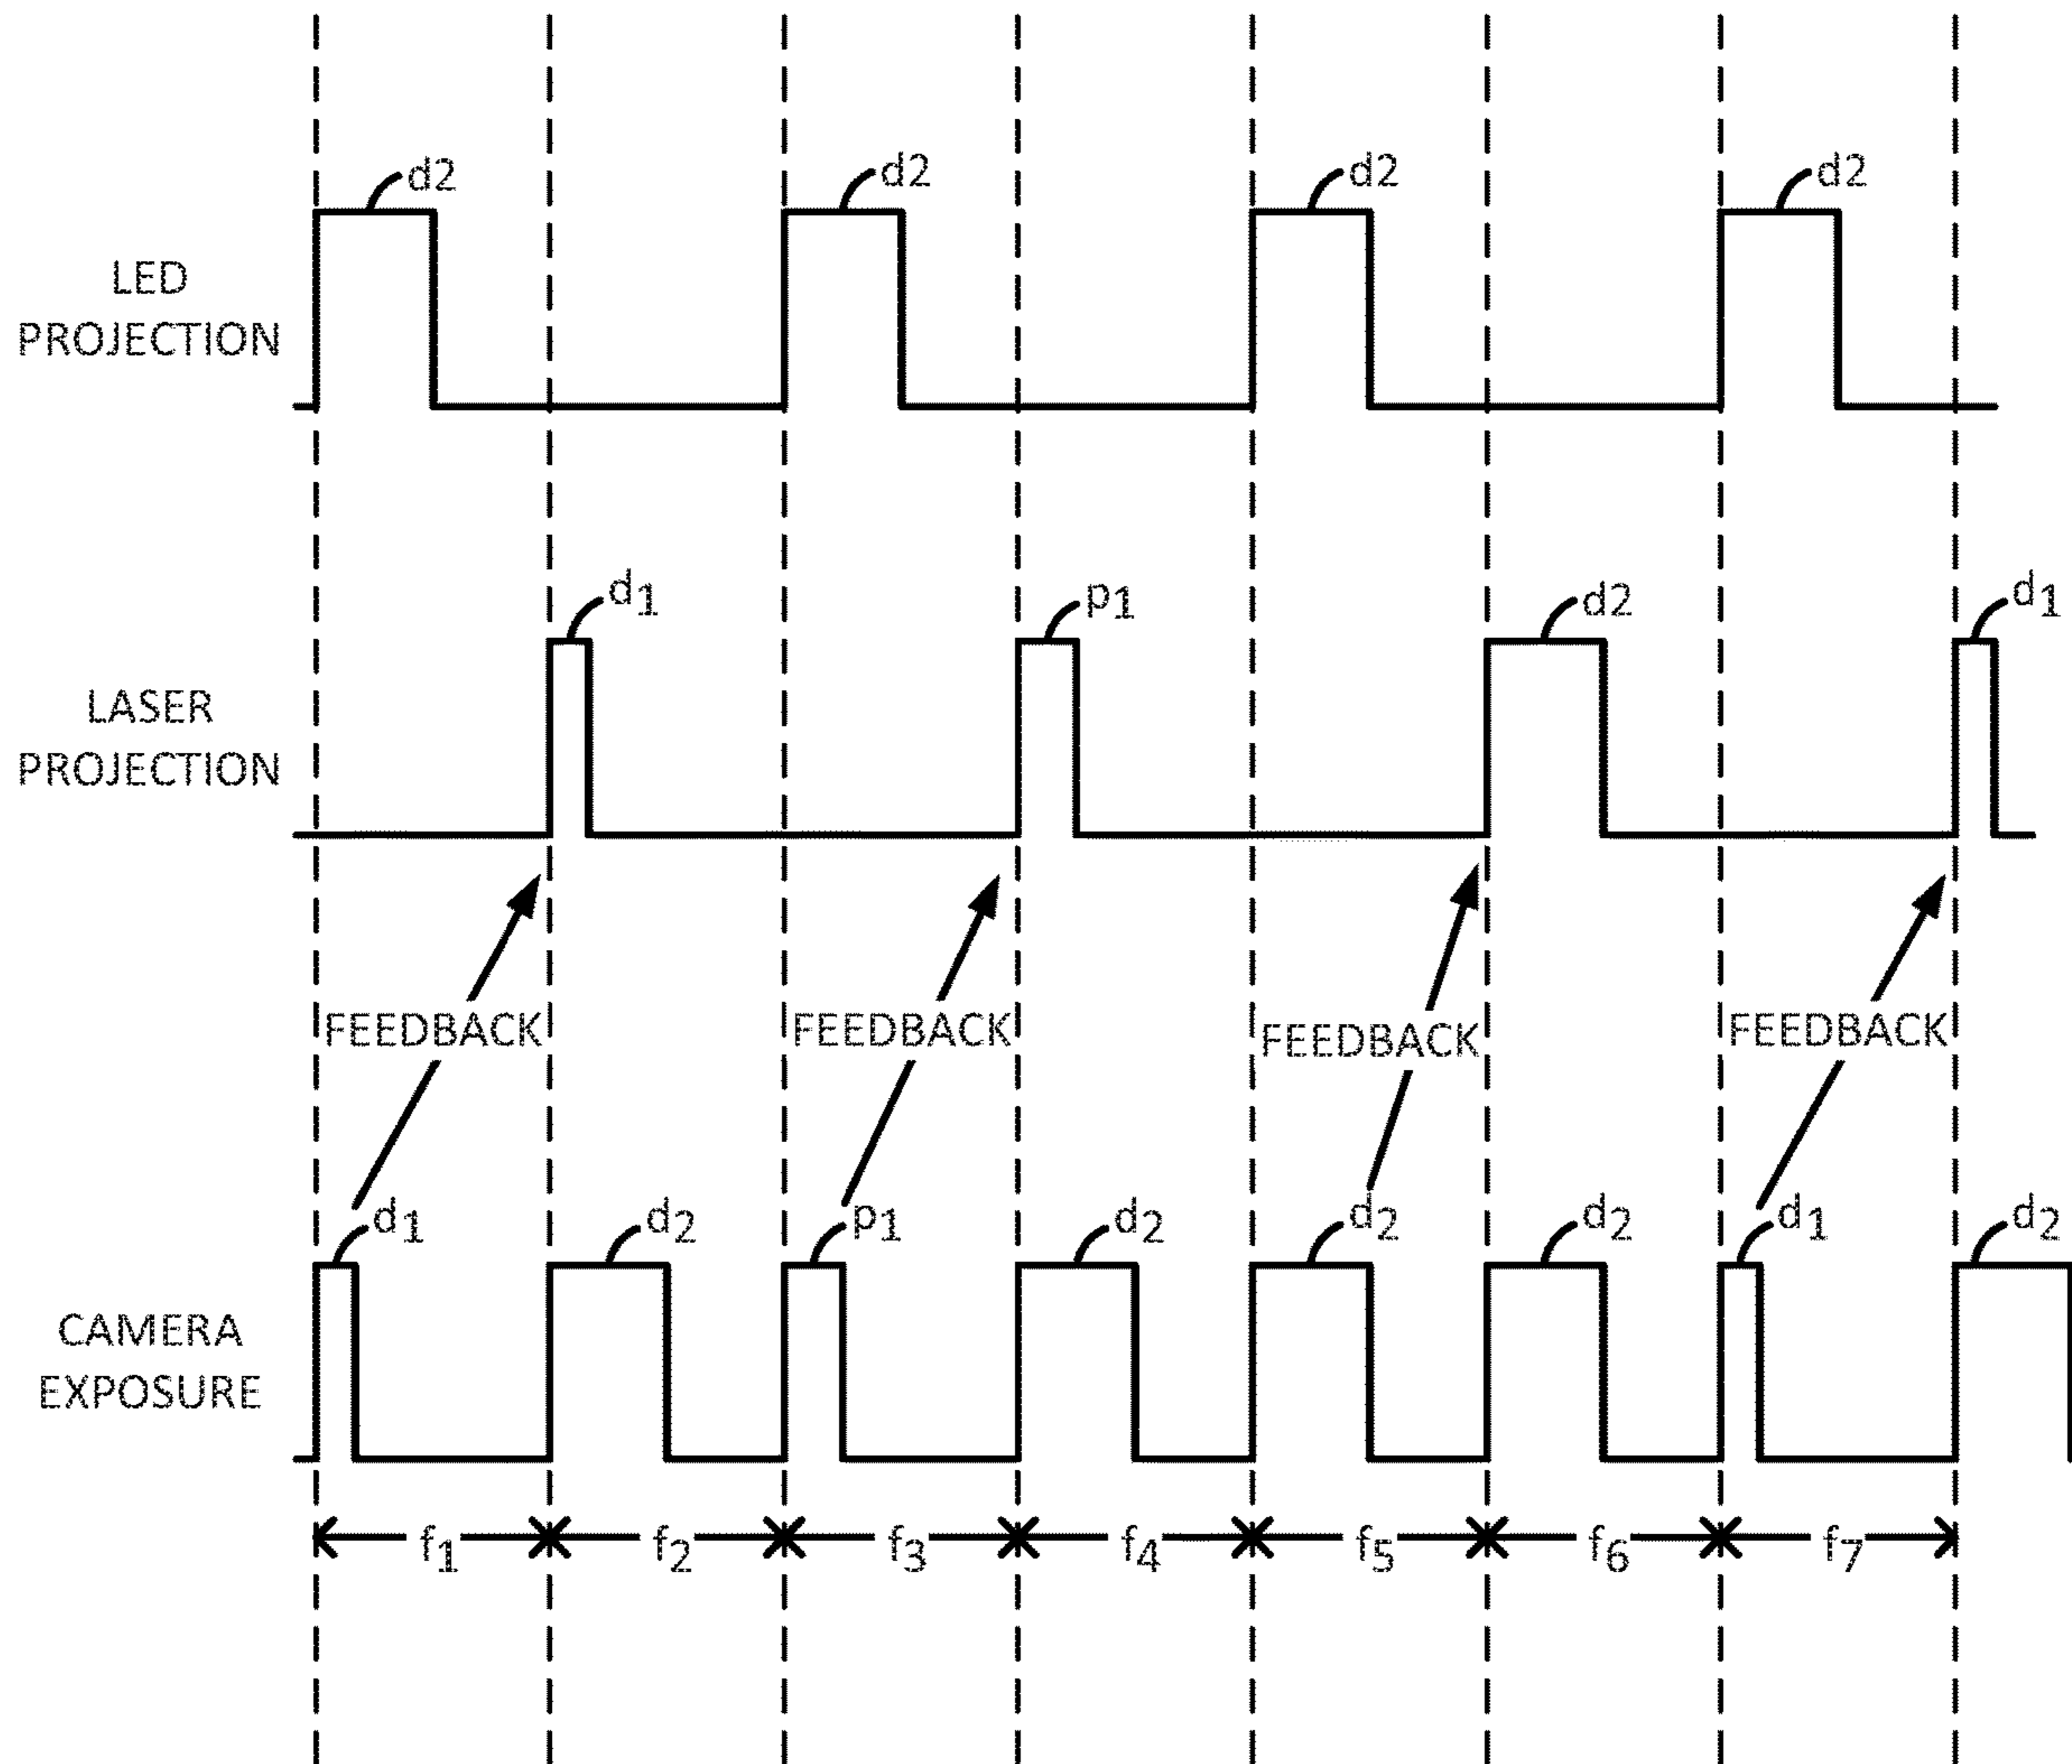 d2 d2 d2 d2
LED
PROJECTION
d1 p1 d2 d1
LASER
PROJECTION
FEEDBACK FEEDBACK FEEDBACK FEEDBACK
d1 d2 p1 d2 d2 d2 d1 d2
CAMERA
EXPOSURE
f1 f2 f3 f4 f5 f6 f7